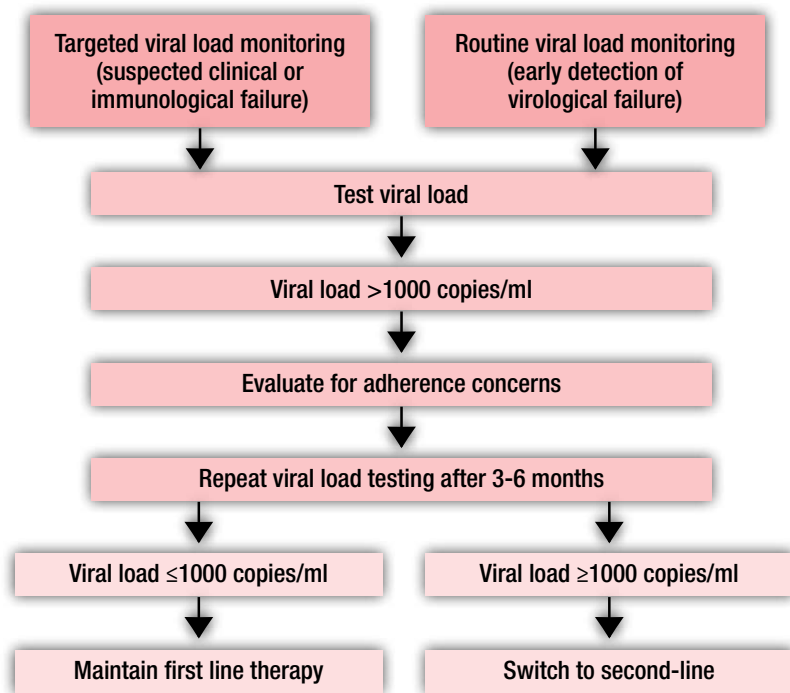 Targeted viral load monitoring
(suspected clinical or
immunological failure)
Routine viral load monitoring
(early detection of
virological failure)
Test viral load
Viral load >1000 copies/ml
Evaluate for adherence concerns
Repeat viral load testing after 3-6 months
Viral load ≤1000 copies/ml
Viral load ≥1000 copies/ml
Maintain first line therapy
Switch to second-line